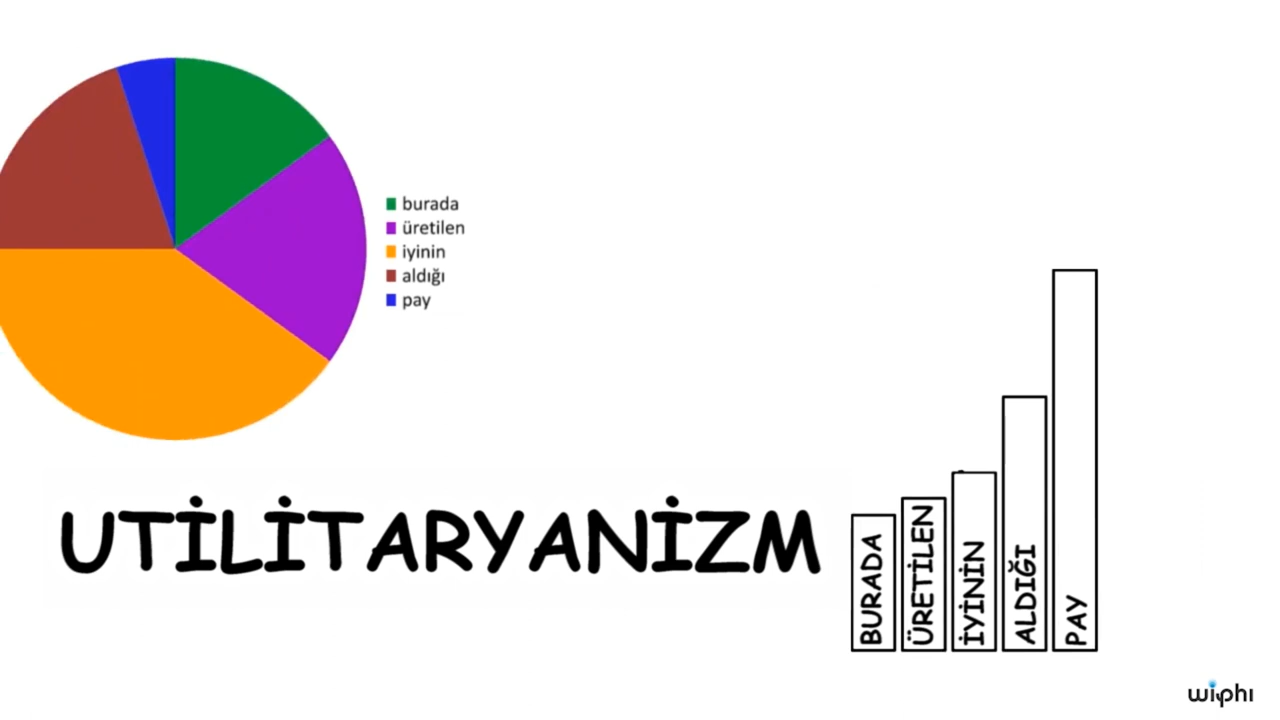 burada
üretilen
iyinin
aldığı
pay
UTİLİTARYANİZM
BURADA
ÜRETİLEN
İYİNİN
ALDIĞI
PAY
wiphi